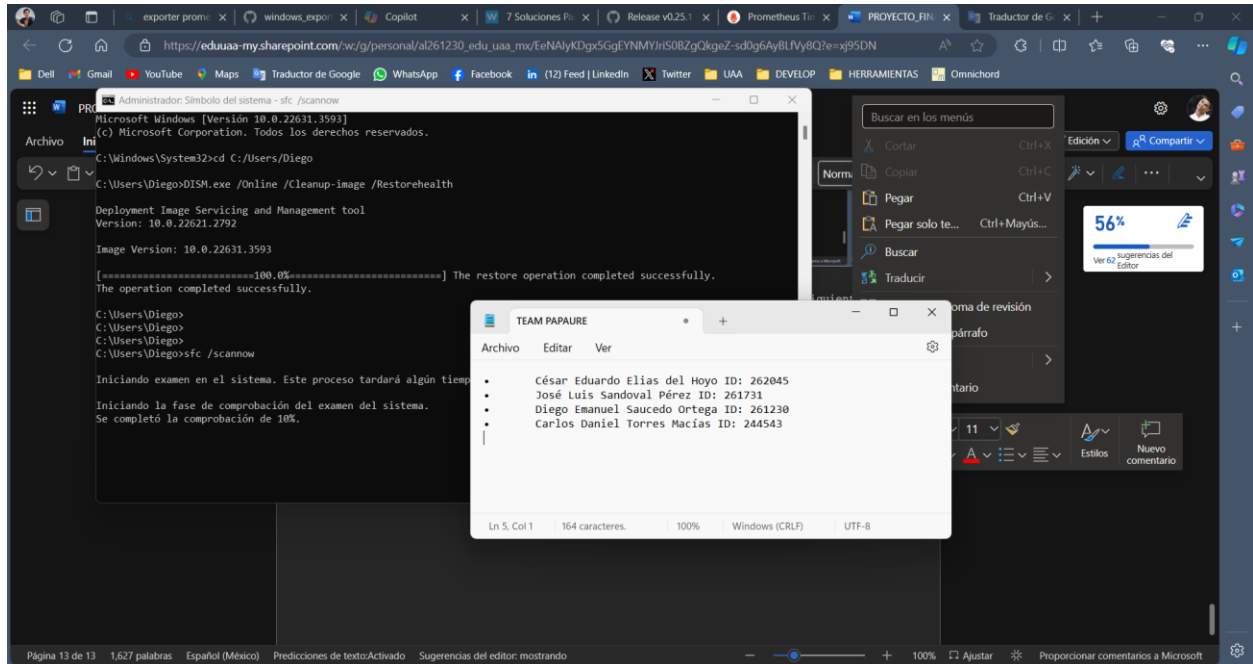 exporter prome
windows_expon
Copilot
7 Soluciones Pa
Release v0.25.1
Prometheus Tin
PROYECTO_FIN
Traductor de G
https://eduuaa-my.sharepoint.com/:w:/g/personal/al261230_edu_uaa_mx/EeNAlyKDgx5GgEYNMYJriS0BZgQkgeZ-sd0g6AyBLfVy8Q?e=xj95DN
Dell
Gmail
YouTube
Maps
Traductor de Google
WhatsApp
Facebook
(12) Feed | LinkedIn
Twitter
UAA
DEVELOP
HERRAMIENTAS
Omnichord
PRO
Archivo
Ini
Administrador: Símbolo del sistema - sfc /scannow
Microsoft Windows [Versión 10.0.22631.3593]
(c) Microsoft Corporation. Todos los derechos reservados.
C:\Windows\System32>cd C:/Users/Diego
C:\Users\Diego>DISM.exe /Online /Cleanup-image /Restorehealth
Deployment Image Servicing and Management tool
Version: 10.0.22621.2792
Image Version: 10.0.22631.3593
[==========================100.0%==========================] The restore operation completed successfully.
The operation completed successfully.
C:\Users\Diego>
C:\Users\Diego>
C:\Users\Diego>
C:\Users\Diego>sfc /scannow
Iniciando examen en el sistema. Este proceso tardará algún tiemp
Iniciando la fase de comprobación del examen del sistema.
Se completó la comprobación de 10%.
TEAM PAPAURE
Archivo Editar Ver
• César Eduardo Elias del Hoyo ID: 262045
• José Luis Sandoval Pérez ID: 261731
• Diego Emanuel Saucedo Ortega ID: 261230
• Carlos Daniel Torres Macías ID: 244543
Ln 5, Col 1 164 caracteres. 100% Windows (CRLF) UTF-8
Buscar en los menús
Cortar Ctrl+X
Copiar Ctrl+C
Pegar Ctrl+V
Pegar solo te... Ctrl+Mayús...
Buscar
Traducir
oma de revisión
párrafo
ntario
Norma
Edición
Compartir
56%
Ver 62 sugerencias del
Editor
11
Estilos
Nuevo
comentario
Página 13 de 13 1,627 palabras Español (México) Predicciones de texto:Activado Sugerencias del editor: mostrando
100% Ajustar Proporcionar comentarios a Microsoft